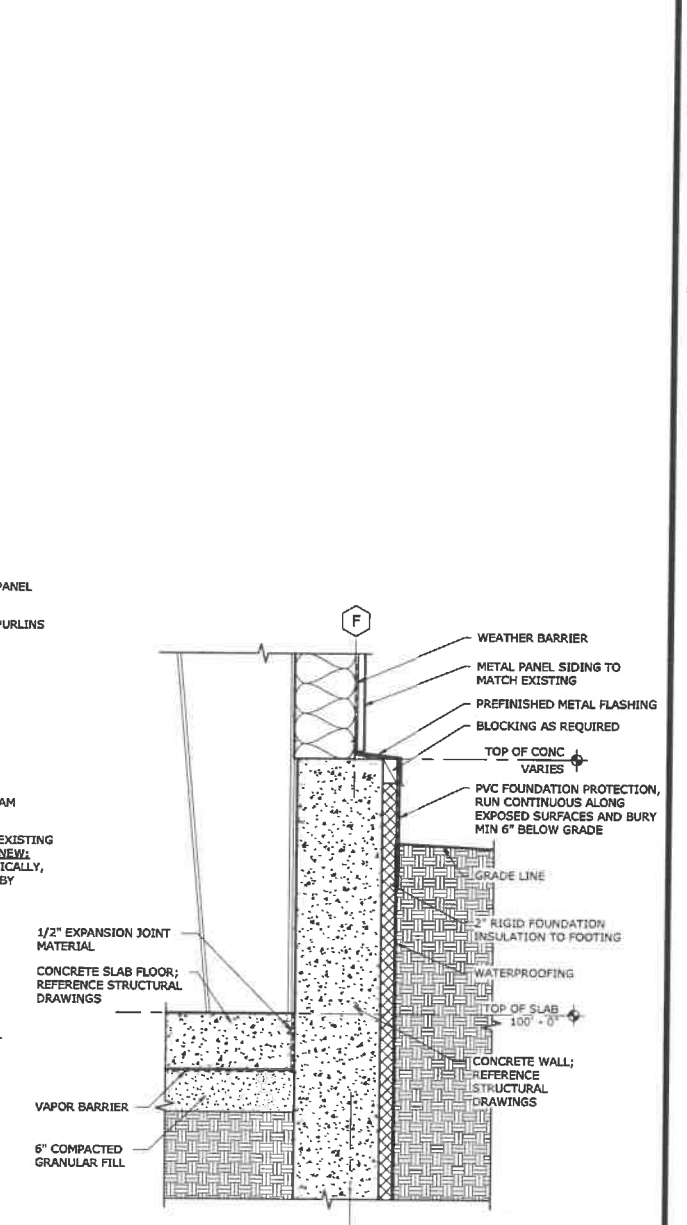 PANEL
PURLINS
AM
EXISTING
NEW:
ICALLY,
BY
F
WEATHER BARRIER
METAL PANEL SIDING TO
MATCH EXISTING
PREFINISHED METAL FLASHING
BLOCKING AS REQUIRED
TOP OF CONC
VARIES
PVC FOUNDATION PROTECTION,
RUN CONTINUOUS ALONG
EXPOSED SURFACES AND BURY
MIN 6" BELOW GRADE
GRADE LINE
2" RIGID FOUNDATION
INSULATION TO FOOTING
WATERPROOFING
TOP OF SLAB
100' - 0"
CONCRETE WALL;
REFERENCE
STRUCTURAL
DRAWINGS
1/2" EXPANSION JOINT
MATERIAL
CONCRETE SLAB FLOOR;
REFERENCE STRUCTURAL
DRAWINGS
VAPOR BARRIER
6" COMPACTED
GRANULAR FILL